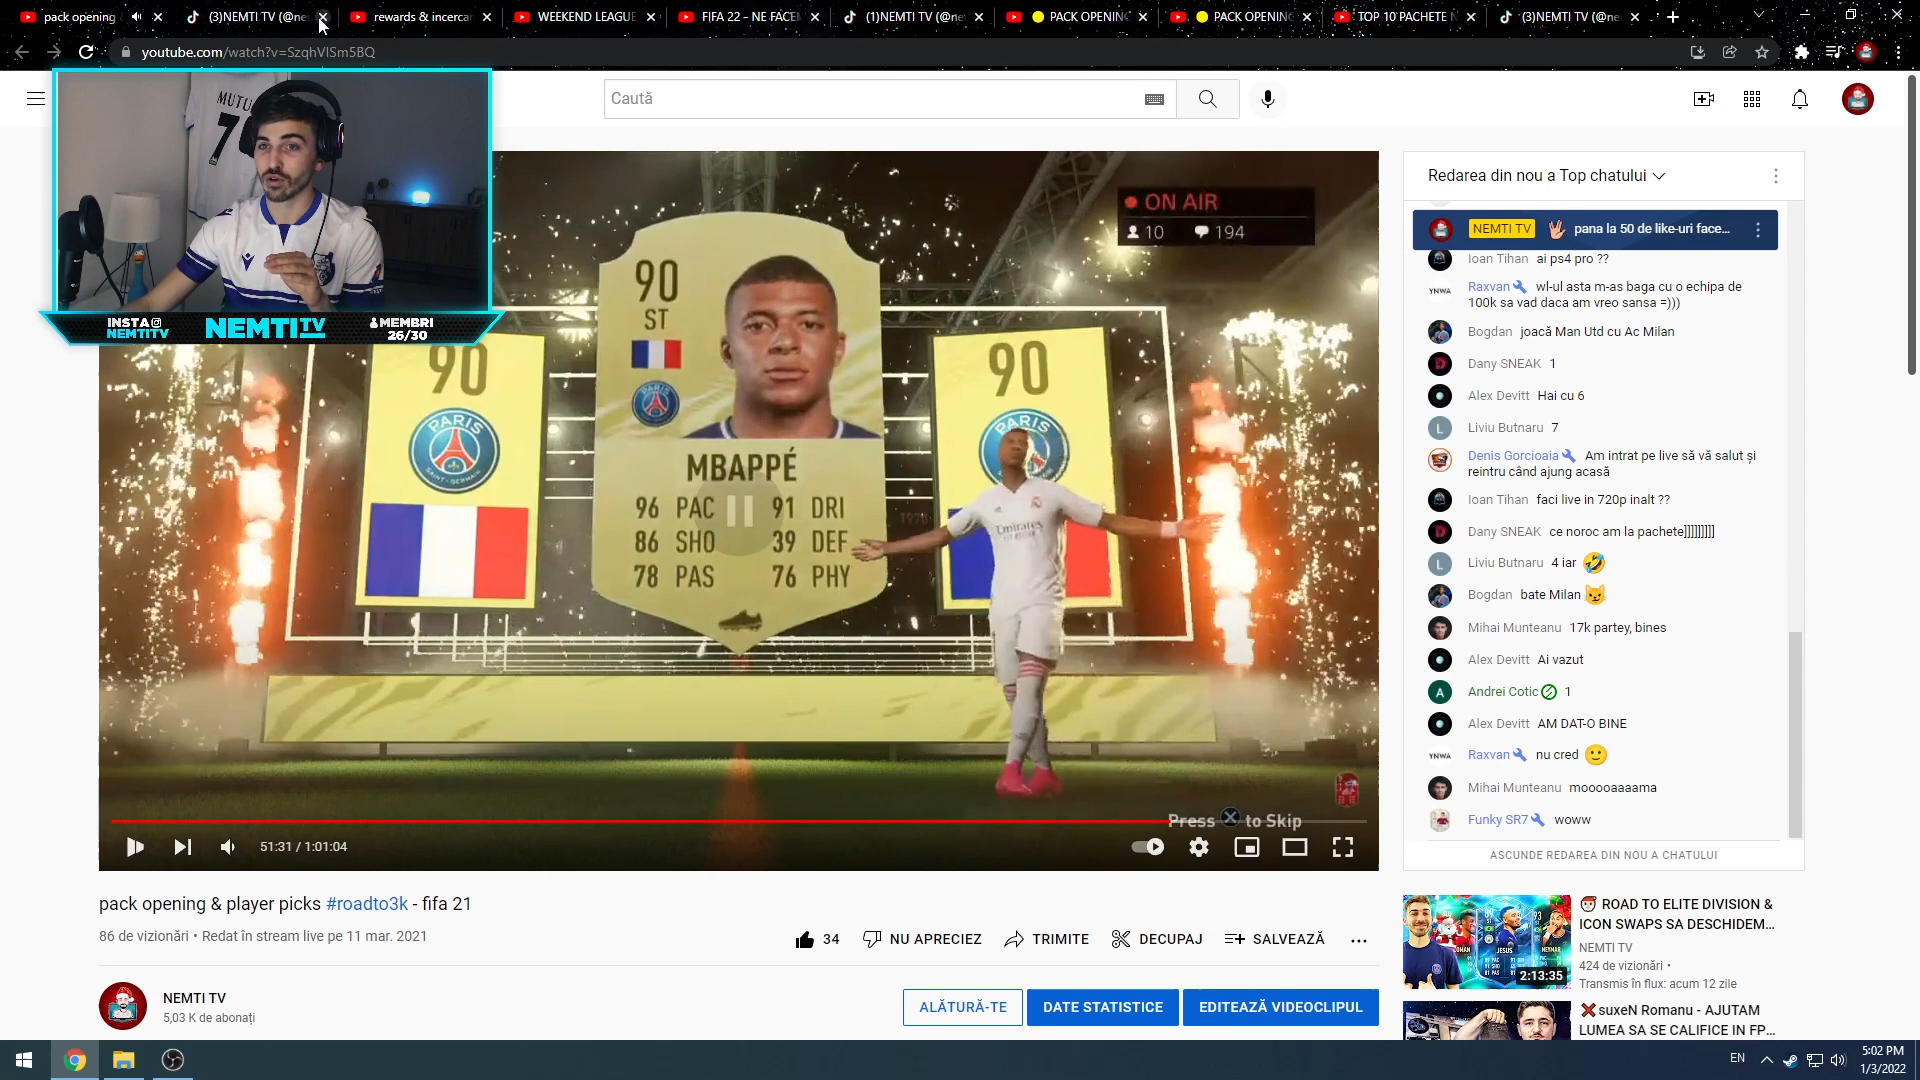 pack opening
(3)NEMTI TV (@ne
rewards & incerca
WEEKEND LEAGUE
FIFA 22 - NE FACEM
(1)NEMTI TV (@ne
PACK OPENING
PACK OPENING
TOP 10 PACHETE
(3)NEMTI TV (@ne
youtube.com/watch?v=SzqhVlSm5BQ
Caută
MUTU
INSTA
NEMTITV
NEMTI TV
MEMBRI
26/30
ON AIR
10 194
90
ST
90
90
PARIS
SAINT-GERMAIN
PARIS
MBAPPÉ
96 PAC 91 DRI
86 SHO 39 DEF
78 PAS 76 PHY
Emirates
Press to Skip
51:31 / 1:01:04
Redarea din nou a Top chatului
NEMTI TV pana la 50 de like-uri face...
Ioan Tihan ai ps4 pro ??
YNWA Raxvan wl-ul asta m-as baga cu o echipa de
100k sa vad daca am vreo sansa =)))
Bogdan joacă Man Utd cu Ac Milan
Dany SNEAK 1
Alex Devitt Hai cu 6
L Liviu Butnaru 7
Denis Gorcioaia Am intrat pe live să vă salut și
reintru când ajung acasă
Ioan Tihan faci live in 720p inalt ??
Dany SNEAK ce noroc am la pachete]]]]]]]]]
L Liviu Butnaru 4 iar 🤣
Bogdan bate Milan 😼
Mihai Munteanu 17k partey, bines
Alex Devitt Ai vazut
A Andrei Cotic 1
Alex Devitt AM DAT-O BINE
YNWA Raxvan nu cred 🙂
Mihai Munteanu mooooaaaama
Funky SR7 woww
ASCUNDE REDAREA DIN NOU A CHATULUI
pack opening & player picks #roadto3k - fifa 21
86 de vizionări • Redat în stream live pe 11 mar. 2021
34 NU APRECIEZ TRIMITE DECUPAJ SALVEAZĂ
NEMTI TV
5,03 K de abonați
ALĂTURĂ-TE
DATE STATISTICE
EDITEAZĂ VIDEOCLIPUL
2:13:35
🎅 ROAD TO ELITE DIVISION &
ICON SWAPS SA DESCHIDEM...
NEMTI TV
424 de vizionări •
Transmis în flux: acum 12 zile
❌suxeN Romanu - AJUTAM
LUMEA SA SE CALIFICE IN FP...
EN
5:02 PM
1/3/2022